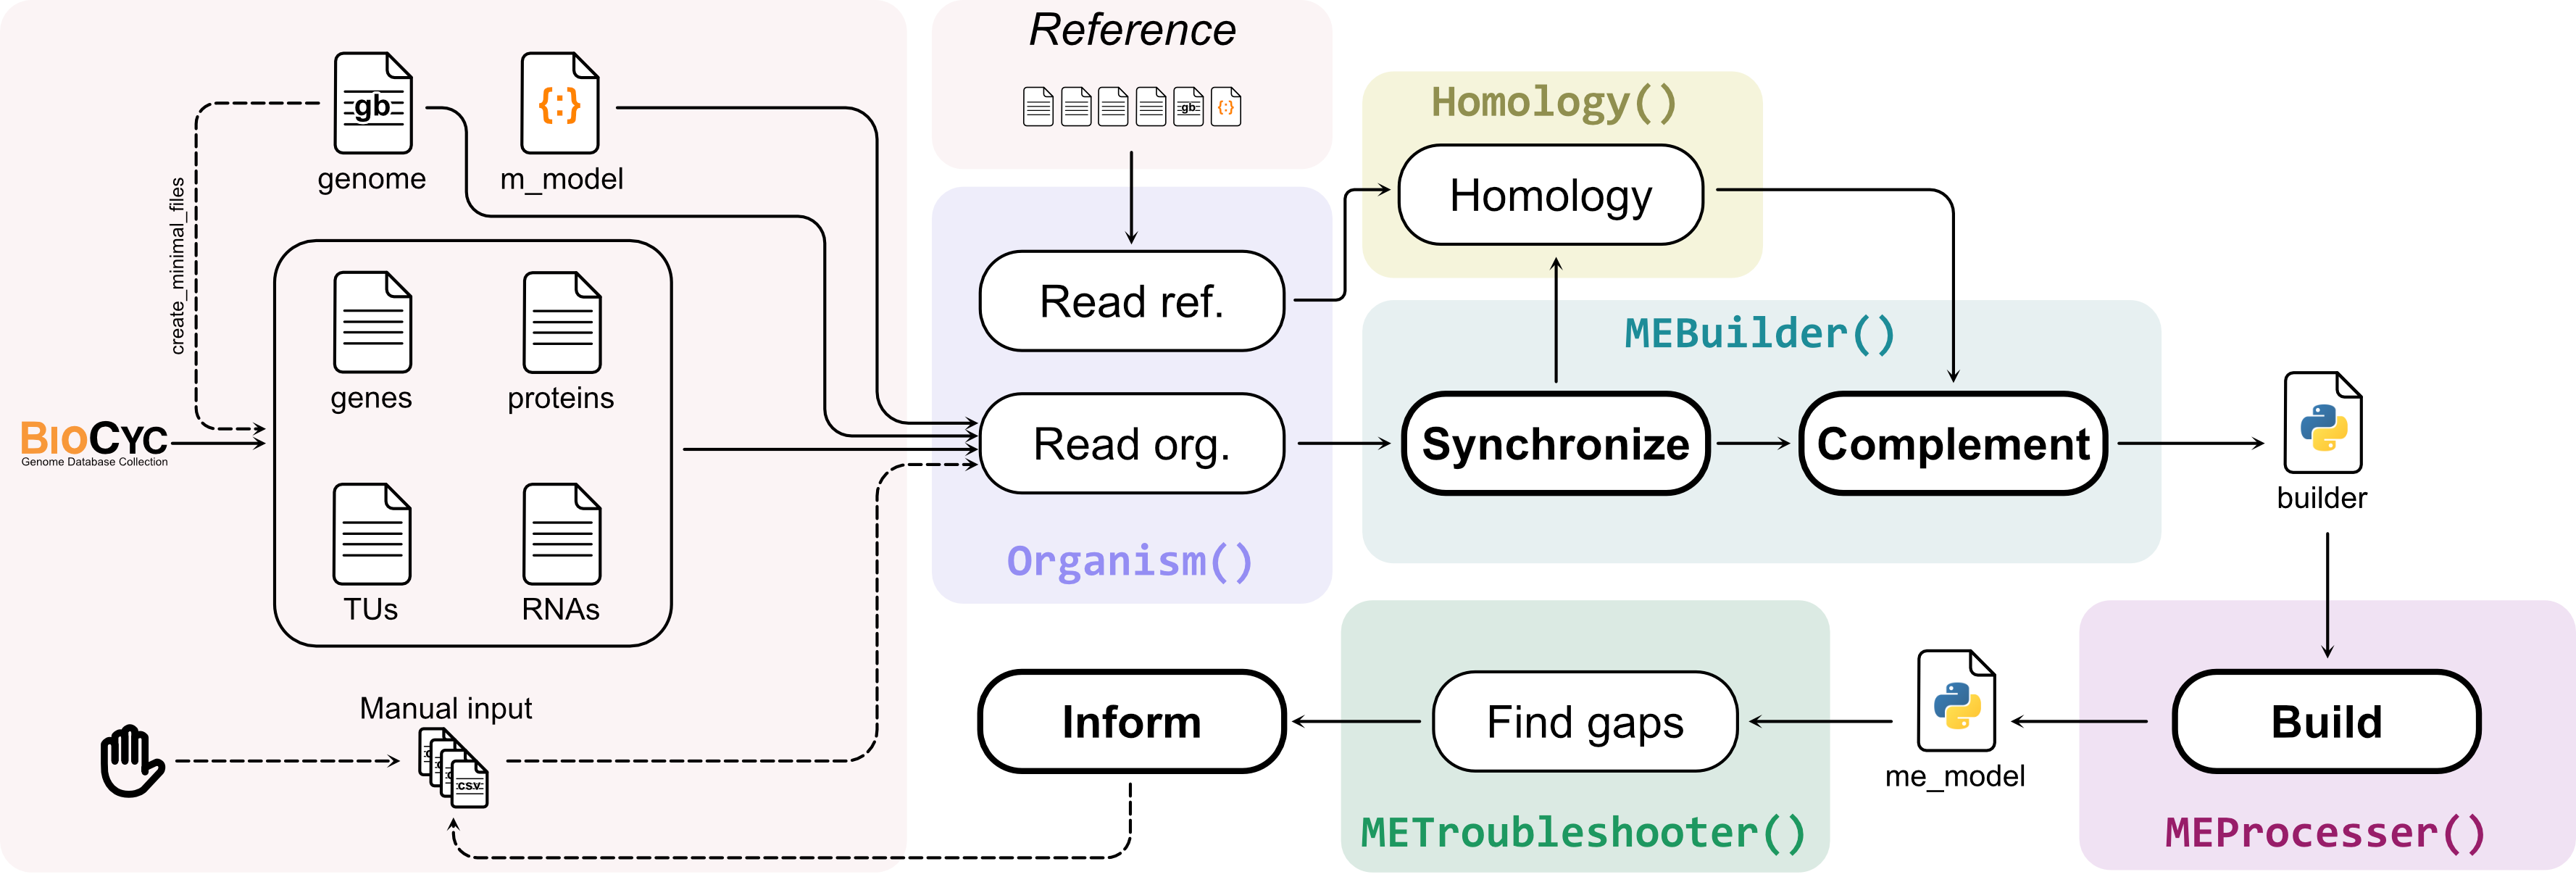 gb
{:}
genome
m_model
create_minimal_files
genes
proteins
TUs
RNAs
BIOCYC
Genome Database Collection
Manual input
csv
Reference
gb
{:}
Read ref.
Read org.
Organism()
Homology()
Homology
MEBuilder()
Synchronize
Complement
builder
Build
MEProcesser()
me_model
Find gaps
METroubleshooter()
Inform